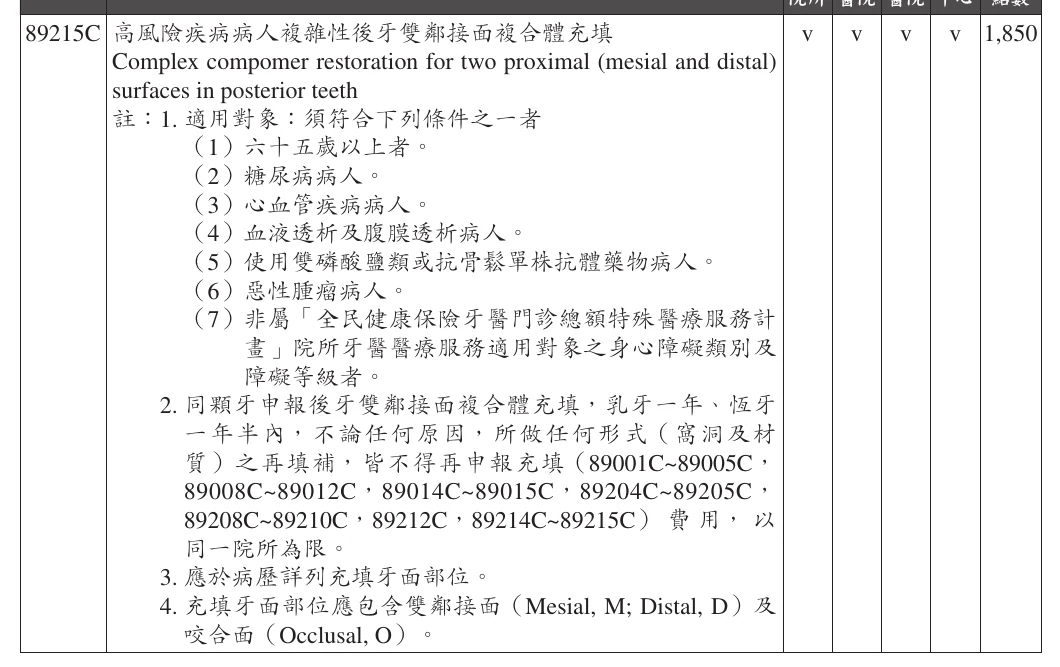 89215C 高風險疾病病人複雜性後牙雙鄰接面複合體充填 v v v v 1,850
Complex compomer restoration for two proximal (mesial and distal)
surfaces in posterior teeth
註：1. 適用對象：須符合下列條件之一者
（1）六十五歲以上者。
（2）糖尿病病人。
（3）心血管疾病病人。
（4）血液透析及腹膜透析病人。
（5）使用雙磷酸鹽類或抗骨鬆單株抗體藥物病人。
（6）惡性腫瘤病人。
（7）非屬「全民健康保險牙醫門診總額特殊醫療服務計
畫」院所牙醫醫療服務適用對象之身心障礙類別及
障礙等級者。
2. 同顆牙申報後牙雙鄰接面複合體充填，乳牙一年、恆牙
一年半內，不論任何原因，所做任何形式（窩洞及材
質）之再填補，皆不得再申報充填（89001C~89005C，
89008C~89012C，89014C~89015C，89204C~89205C，
89208C~89210C，89212C，89214C~89215C）費用，以
同一院所為限。
3. 應於病歷詳列充填牙面部位。
4. 充填牙面部位應包含雙鄰接面（Mesial, M; Distal, D）及
咬合面（Occlusal, O）。